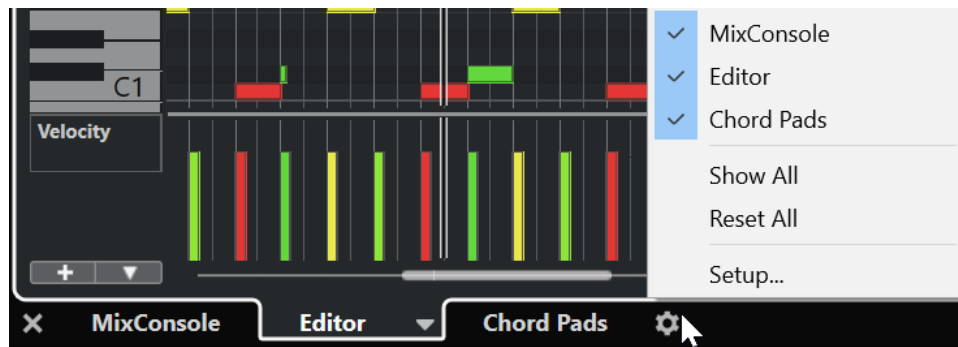 C1
Velocity
MixConsole
Editor
Chord Pads
Show All
Reset All
Setup...
MixConsole Editor Chord Pads